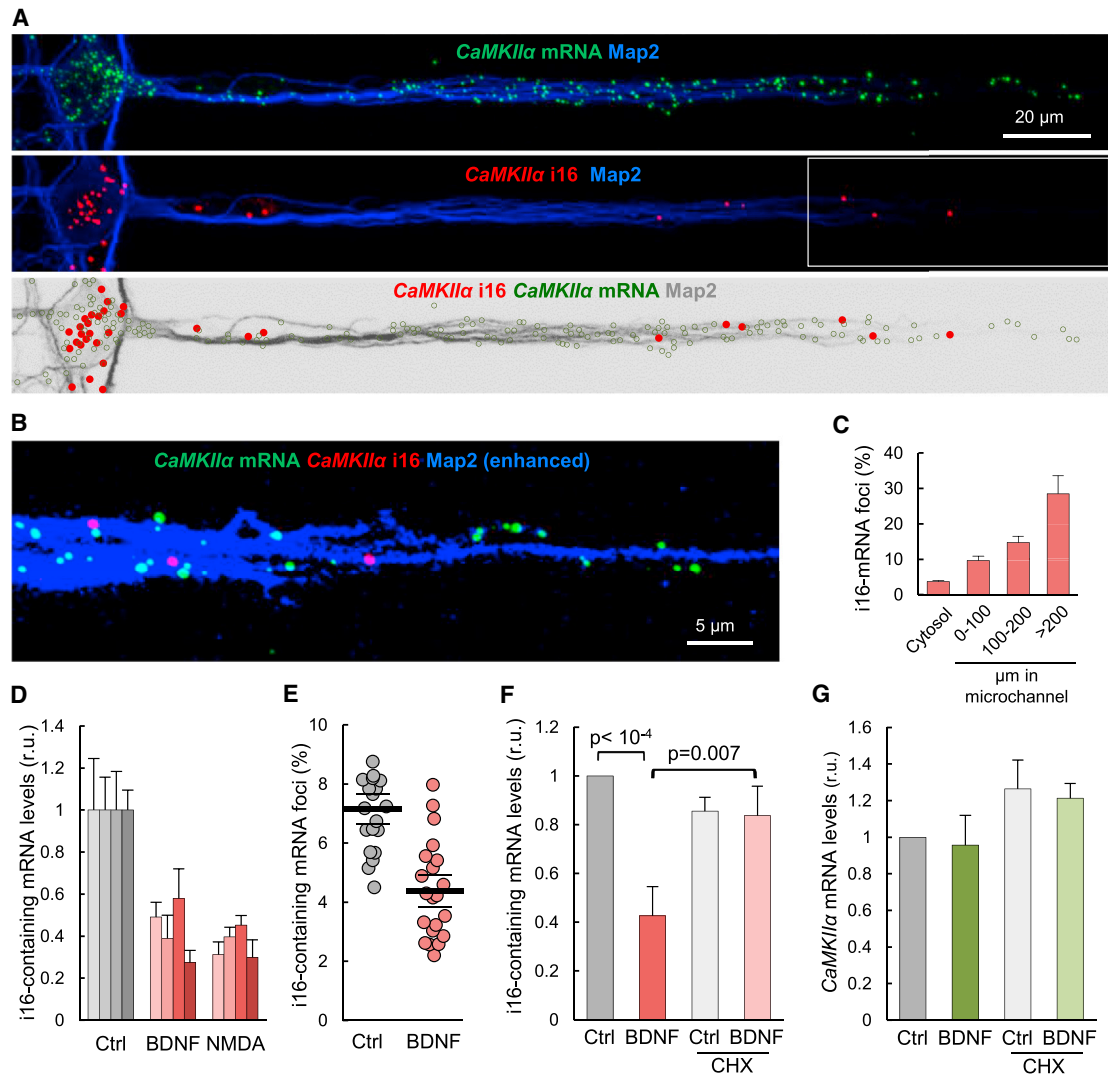 A
CaMKIIα mRNA Map2
20 µm
CaMKIIα i16 Map2
CaMKIIα i16 CaMKIIα mRNA Map2
B
CaMKIIα mRNA CaMKIIα i16 Map2 (enhanced)
5 µm
C
i16-mRNA foci (%)
40
30
20
10
0
Cytosol
0-100
100-200
>200
µm in
microchannel
D
i16-containing mRNA levels (r.u.)
1.4
1.2
1
0.8
0.6
0.4
0.2
0
Ctrl BDNF NMDA
E
i16-containing mRNA foci (%)
10
8
6
4
2
0
Ctrl BDNF
F
i16-containing mRNA levels (r.u.)
1.2
1
0.8
0.6
0.4
0.2
0
p< 10-4
p=0.007
Ctrl BDNF Ctrl BDNF
CHX
G
CaMKIIα mRNA levels (r.u.)
1.6
1.4
1.2
1
0.8
0.6
0.4
0.2
0
Ctrl BDNF Ctrl BDNF
CHX